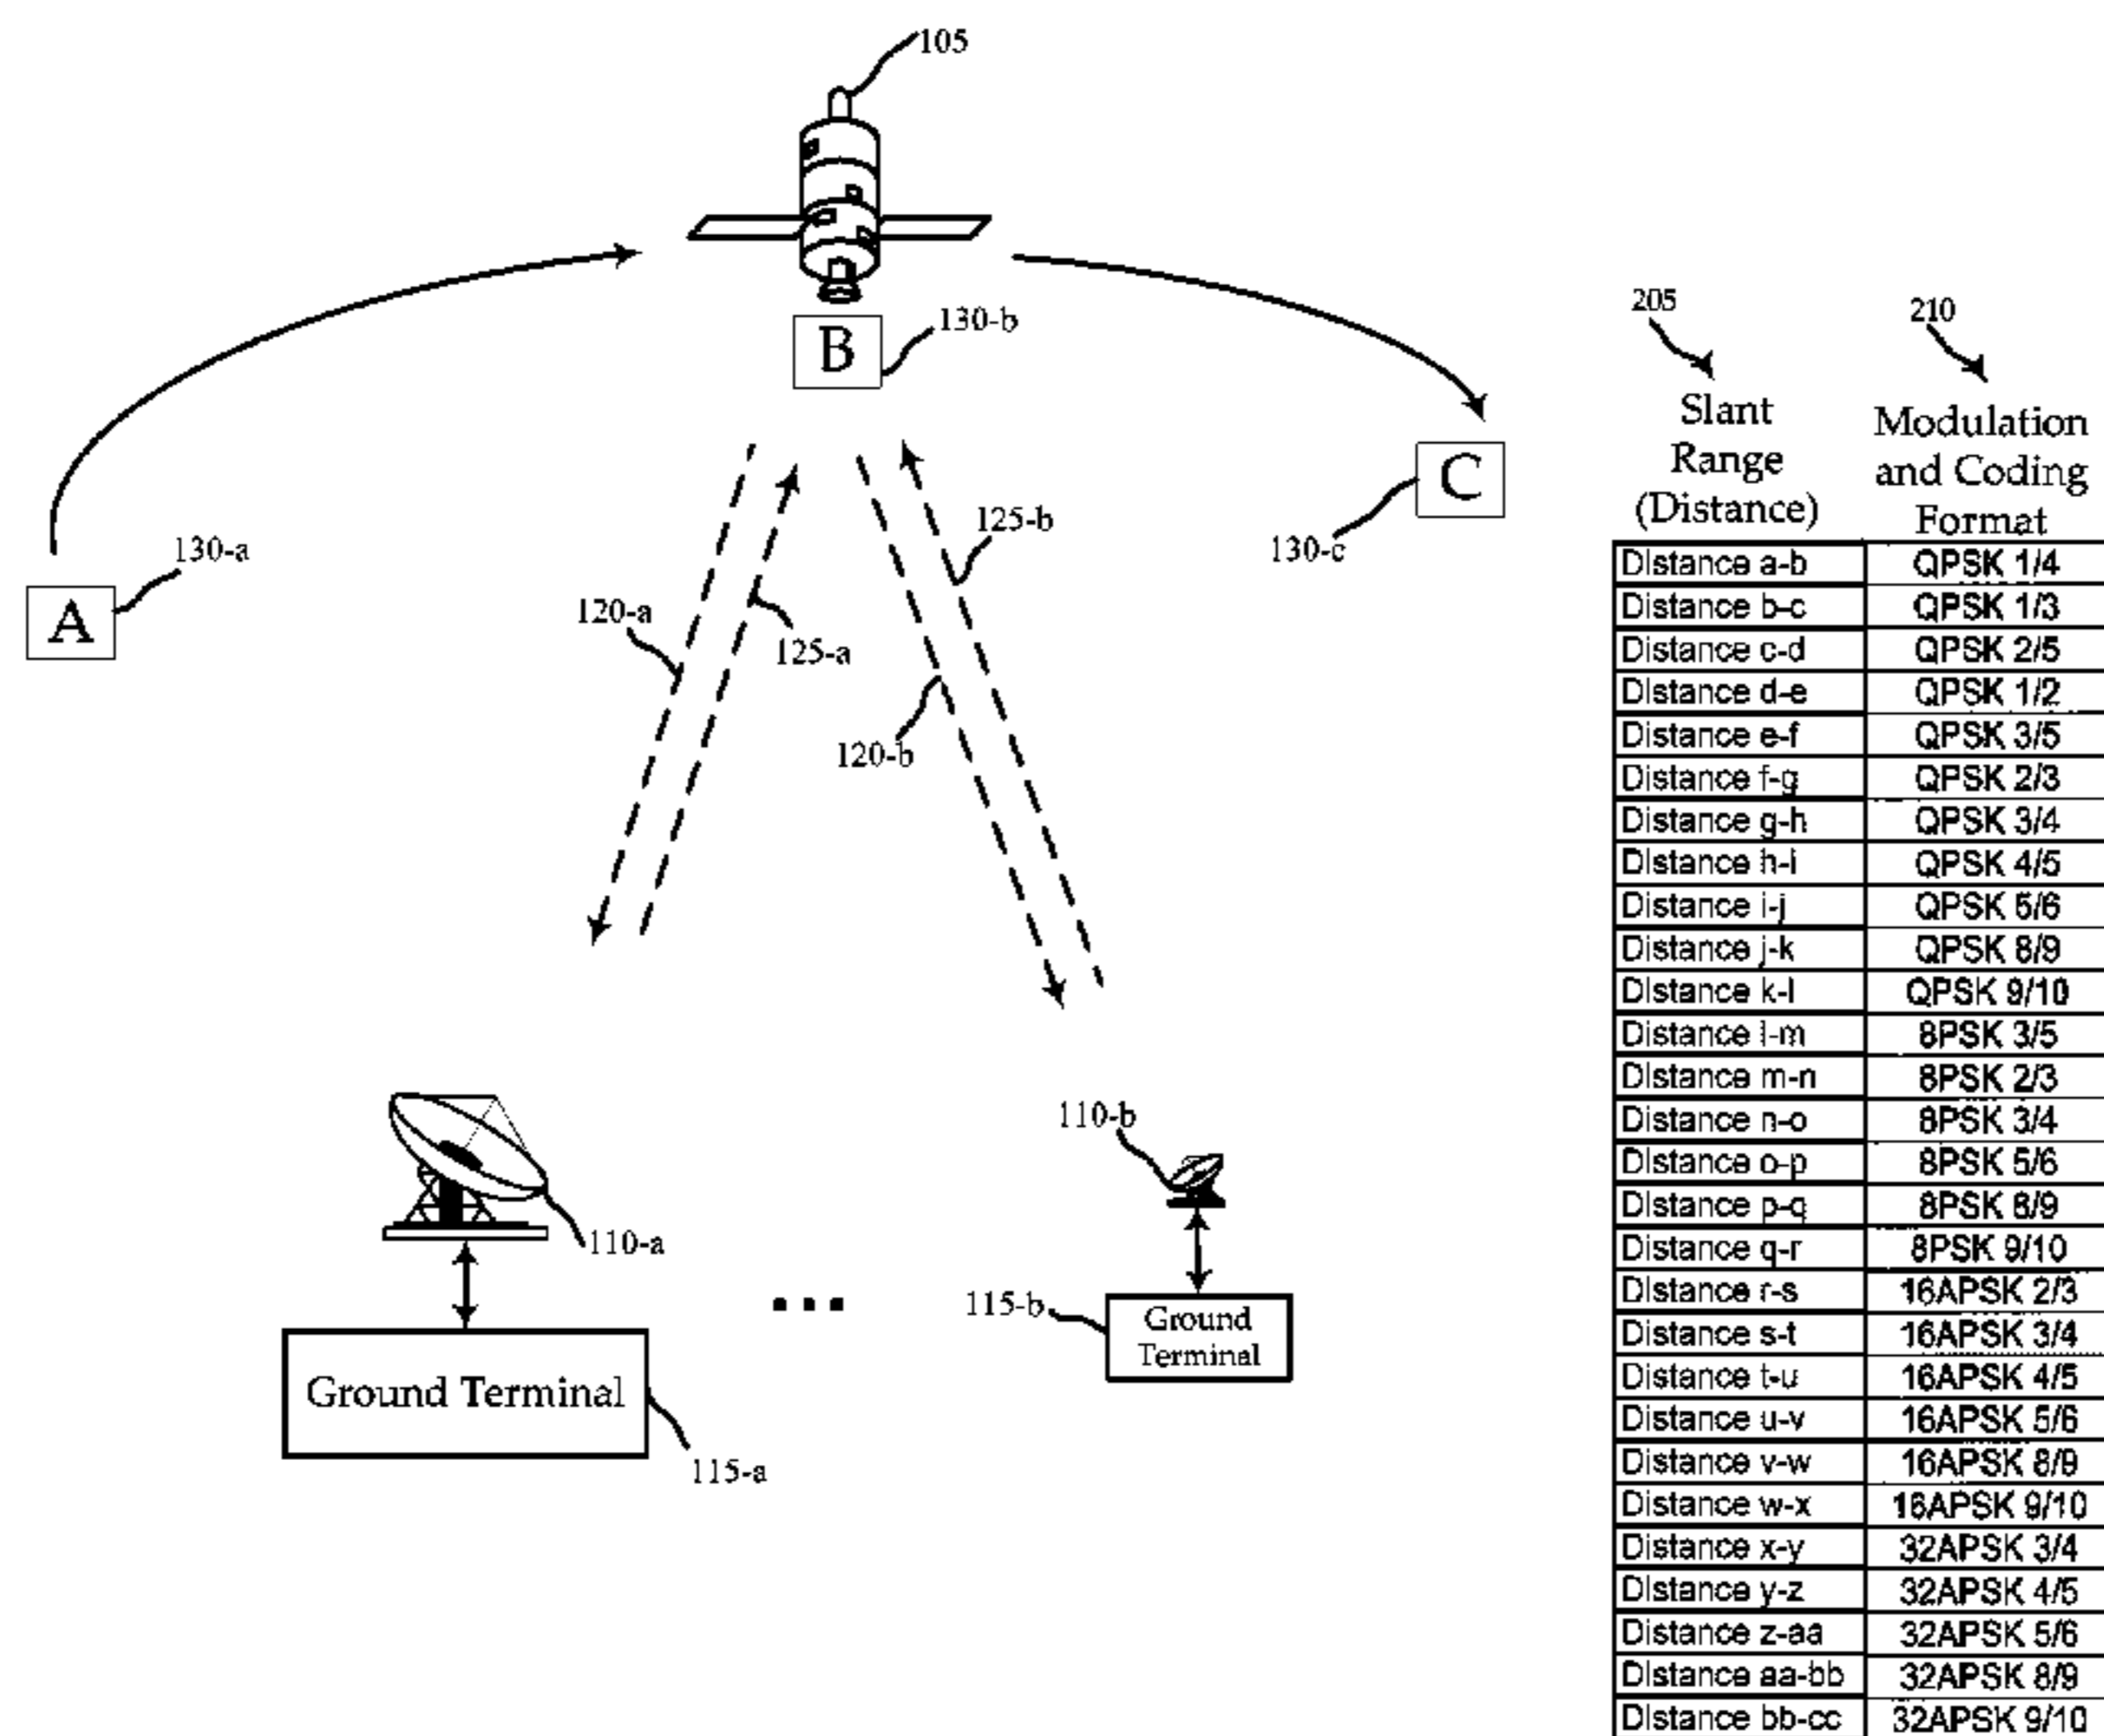 105
B
130-b
A
130-a
C
130-c
120-a
125-a
125-b
120-b
110-a
110-b
Ground Terminal
115-a
115-b
Ground
Terminal
205
210
Slant
Range
(Distance)
Modulation
and Coding
Format
Distance a-b QPSK 1/4
Distance b-c QPSK 1/3
Distance c-d QPSK 2/5
Distance d-e QPSK 1/2
Distance e-f QPSK 3/5
Distance f-g QPSK 2/3
Distance g-h QPSK 3/4
Distance h-i QPSK 4/5
Distance i-j QPSK 5/6
Distance j-k QPSK 8/9
Distance k-l QPSK 9/10
Distance l-m 8PSK 3/5
Distance m-n 8PSK 2/3
Distance n-o 8PSK 3/4
Distance o-p 8PSK 5/6
Distance p-q 8PSK 8/9
Distance q-r 8PSK 9/10
Distance r-s 16APSK 2/3
Distance s-t 16APSK 3/4
Distance t-u 16APSK 4/5
Distance u-v 16APSK 5/6
Distance v-w 16APSK 8/9
Distance w-x 16APSK 9/10
Distance x-y 32APSK 3/4
Distance y-z 32APSK 4/5
Distance z-aa 32APSK 5/6
Distance aa-bb 32APSK 8/9
Distance bb-cc 32APSK 9/10